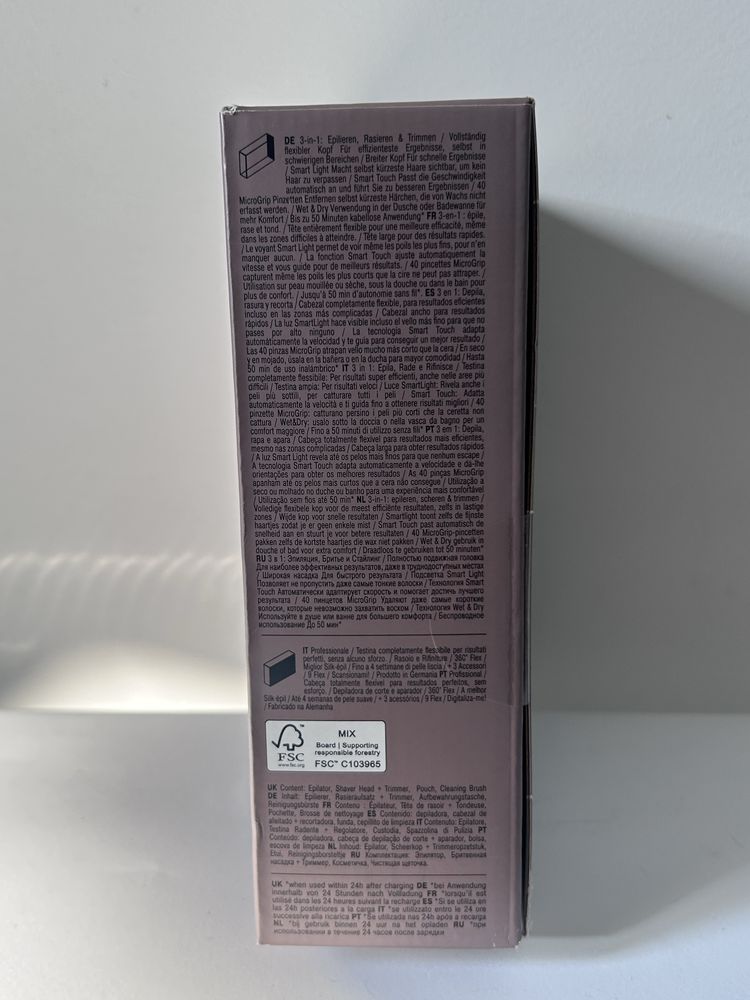 DE 3-in-1: Epilieren, Rasieren & Trimmen / Vollständig
flexibler Kopf Für effizienteste Ergebnisse, selbst in
schwierigen Bereichen / Breiter Kopf Für schnelle Ergebnisse
/ Smart Light Macht selbst kürzeste Haare sichtbar, um kein
Haar zu verpassen / Smart Touch Passt die Geschwindigkeit
automatisch an und führt Sie zu besseren Ergebnissen / 40
MicroGrip Pinzetten Entfernen selbst kürzeste Härchen, die von Wachs nicht
erfasst werden. / Wet & Dry Verwendung in der Dusche oder Badewanne für
mehr Komfort / Bis zu 50 Minuten kabellose Anwendung* FR 3-en-1 : épile,
rase et tond. / Tête entièrement flexible pour une meilleure efficacité, même
dans les zones difficiles à atteindre. / Tête large pour des résultats rapides.
/ Le voyant Smart Light permet de voir même les poils les plus fins, pour n'en
manquer aucun. / La fonction Smart Touch ajuste automatiquement la
vitesse et vous guide pour de meilleurs résultats. / 40 pincettes MicroGrip
capturent même les poils les plus courts que la cire ne peut pas attraper. /
Utilisation sur peau mouillée ou sèche, sous la douche ou dans le bain pour
plus de confort. / Jusqu'à 50 min d'autonomie sans fil*. ES 3 en 1: Depila,
rasura y recorta / Cabezal completamente flexible, para resultados eficientes
incluso en las zonas más complicadas / Cabezal ancho para resultados
rápidos / La luz SmartLight hace visible incluso el vello más fino para que no
pases por alto ninguno / La tecnología Smart Touch adapta
automáticamente la velocidad y te guía para conseguir un mejor resultado /
Las 40 pinzas MicroGrip atrapan vello mucho más corto que la cera / En seco
y en mojado, úsala en la bañera o en la ducha para mayor comodidad / Hasta
50 min de uso inalámbrico* IT 3 in 1: Epila, Rade e Rifinisce / Testina
completamente flessibile: Per risultati super efficienti, anche nelle aree più
difficili / Testina ampia: Per risultati veloci / Luce SmartLight: Rivela anche i
peli più sottili, per catturare tutti i peli / Smart Touch: Adatta
automaticamente la velocità e ti guida fino a ottenere risultati migliori / 40
pinzette MicroGrip: catturano persino i peli più corti che la ceretta non
cattura / Wet&Dry: usalo sotto la doccia o nella vasca da bagno per un
comfort maggiore / Fino a 50 minuti di utilizzo senza fili* PT 3 em 1: Depila,
rapa e apara / Cabeça totalmente flexível para resultados mais eficientes,
mesmo nas zonas complicadas / Cabeça larga para obter resultados rápidos
/ A luz Smart Light revela até os pelos mais finos para que nenhum escape /
A tecnologia Smart Touch adapta automaticamente a velocidade e dá-lhe
orientações para obter os melhores resultados / As 40 pinças MicroGrip
apanham até os pelos mais curtos que a cera não consegue / Utilização a
seco ou molhado no duche ou banho para uma experiência mais confortável
/ Utilização sem fios até 50 min* NL 3-in-1: epileren, scheren & trimmen /
Volledige flexibele kop voor de meest efficiënte resultaten, zelfs in lastige
zones / Wijde kop voor snelle resultaten / Smartlight toont zelfs de fijnste
haartjes zodat je er geen enkele mist / Smart Touch past automatisch de
snelheid aan en stuurt je voor betere resultaten / 40 MicroGrip-pincetten
pakken zelfs de kortste haartjes die wax niet pakken / Wet & Dry gebruik in
douche of bad voor extra comfort / Draadloos te gebruiken tot 50 minuten*
RU 3 в 1: Эпиляция, Бритье и Стайлинг / Полностью подвижная головка
Для наиболее эффективных результатов, даже в труднодоступных местах
/ Широкая насадка Для быстрого результата / Подсветка Smart Light
Позволяет не пропустить даже самые тонкие волоски / Технология Smart
Touch Автоматически адаптирует скорость и помогает достичь лучшего
результата / 40 пинцетов MicroGrip Удаляют даже самые короткие
волоски, которые невозможно захватить воском / Технология Wet & Dry
Используйте в душе или ванне для большего комфорта / Беспроводное
использование До 50 мин*
IT Professionale / Testina completamente flessibile per risultati
perfetti, senza alcuno sforzo. / Rasoio e Rifiniture / 360° Flex /
Miglior Silk-épil / Fino a 4 settimane di pelle liscia / + 3 Accessori
/ 9 Flex / Scansionami! / Prodotto in Germania PT Profissional /
Cabeça totalmente flexível para resultados perfeitos, sem
esforço. / Depiladora de corte e aparador / 360° Flex / A melhor
Silk-épil / Até 4 semanas de pele suave / + 3 acessórios / 9 Flex / Digitaliza-me!
/ Fabricado na Alemanha
FSC
www.fsc.org
MIX
Board | Supporting
responsible forestry
FSC™ C103965
UK Content: Epilator, Shaver Head + Trimmer, Pouch, Cleaning Brush
DE Inhalt: Epilierer, Rasieraufsatz + Trimmer, Aufbewahrungstasche,
Reinigungsbürste FR Contenu : Épilateur, Tête de rasoir + Tondeuse,
Pochette, Brosse de nettoyage ES Contenido: depiladora, cabezal de
afeitado + recortadora, funda, cepillo de limpieza IT Contenuto: Epilatore,
Testina Radente + Regolatore, Custodia, Spazzolina di Pulizia PT
Conteúdo: depiladora, cabeça de depilação de corte + aparador, bolsa,
escova de limpeza NL Inhoud: Epilator, Scheerkop + Trimmeropzetstuk,
Etui, Reinigingsborsteltje RU Комплектация: Эпилятор, Бритвенная
насадка + Триммер, Косметичка, Чистящая щеточка.
UK *when used within 24h after charging DE *bei Anwendung
innerhalb von 24 Stunden nach Vollladung FR *lorsqu'il est
utilisé dans les 24 heures suivant la recharge ES *Si se utiliza en
las 24h posteriores a la carga IT *se utilizzato entro le 24 ore
successive alla ricarica PT *Se utilizada nas 24h após a recarga
NL *bij gebruik binnen 24 uur na het opladen RU *при
использовании в течение 24 часов после зарядки